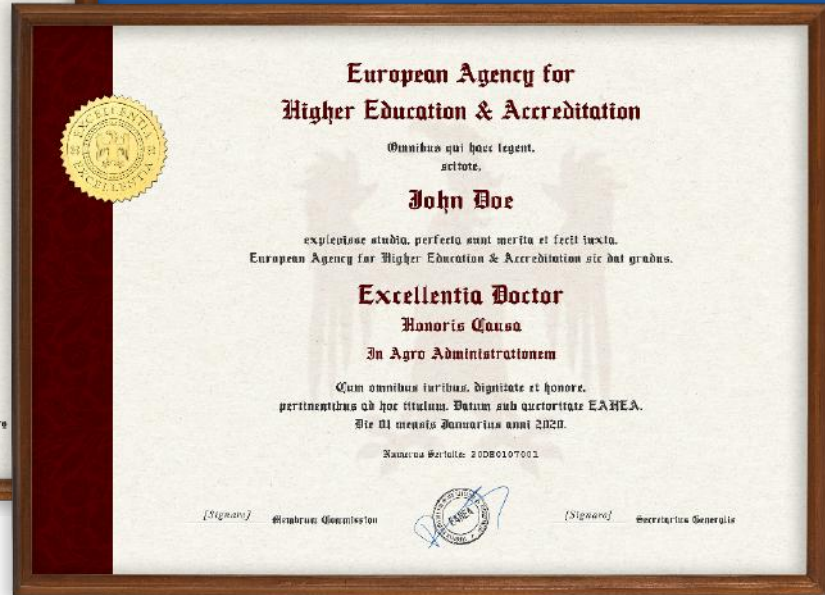 European Agency for
Higher Education & Accreditation
Omnibus qui haec legent.
scitote,
John Doe
explevisse studia, perfecta sunt merita et fecit iuxta.
European Agency for Higher Education & Accreditation sic dat gradus.
Excellentia Doctor
Honoris Causa
In Agro Administrationem
Cum omnibus iuribus, dignitate et honore,
pertinentibus ad hoc titulum. Datum sub auctoritate EAHEA.
Die 01 mensis Januarius anni 2020.
Numerus Serialis: 20DB0107001
[Signare] Membrum Commission
[Signare] Secretarius Generalis
EXCELLENTIA
EXCELLENTIA
EAHEA